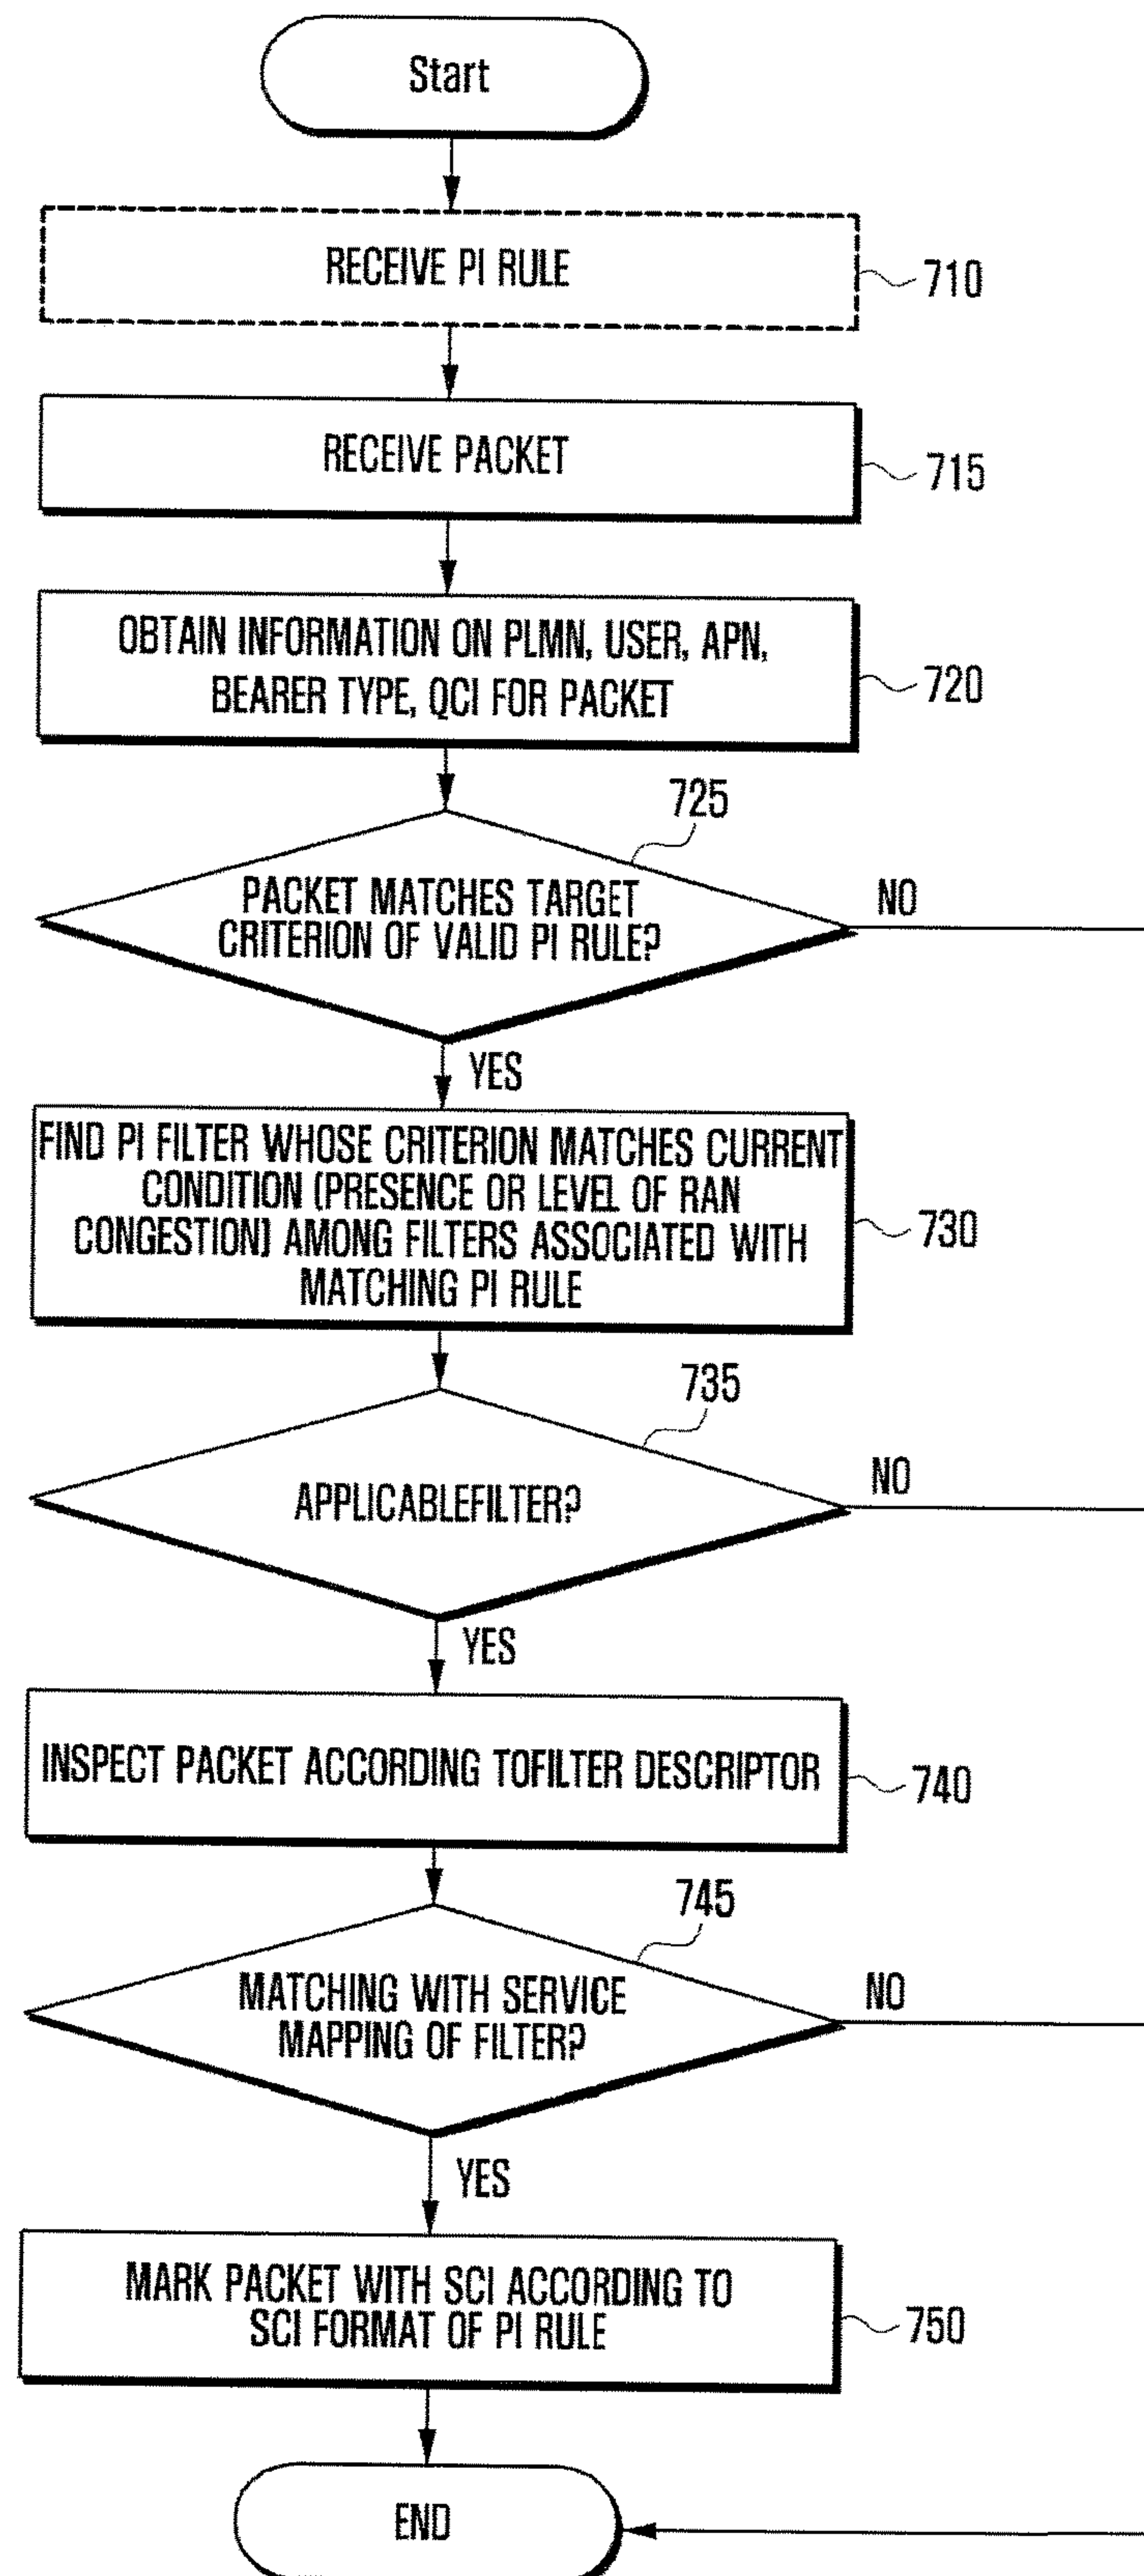 Start
RECEIVE PI RULE
710
RECEIVE PACKET
715
OBTAIN INFORMATION ON PLMN, USER, APN,
BEARER TYPE, QCI FOR PACKET
720
725
PACKET MATCHES TARGET
CRITERION OF VALID PI RULE?
NO
YES
FIND PI FILTER WHOSE CRITERION MATCHES CURRENT
CONDITION (PRESENCE OR LEVEL OF RAN
CONGESTION) AMONG FILTERS ASSOCIATED WITH
MATCHING PI RULE
730
735
APPLICABLEFILTER?
NO
YES
INSPECT PACKET ACCORDING TOFILTER DESCRIPTOR
740
745
MATCHING WITH SERVICE
MAPPING OF FILTER?
NO
YES
MARK PACKET WITH SCI ACCORDING TO
SCI FORMAT OF PI RULE
750
END